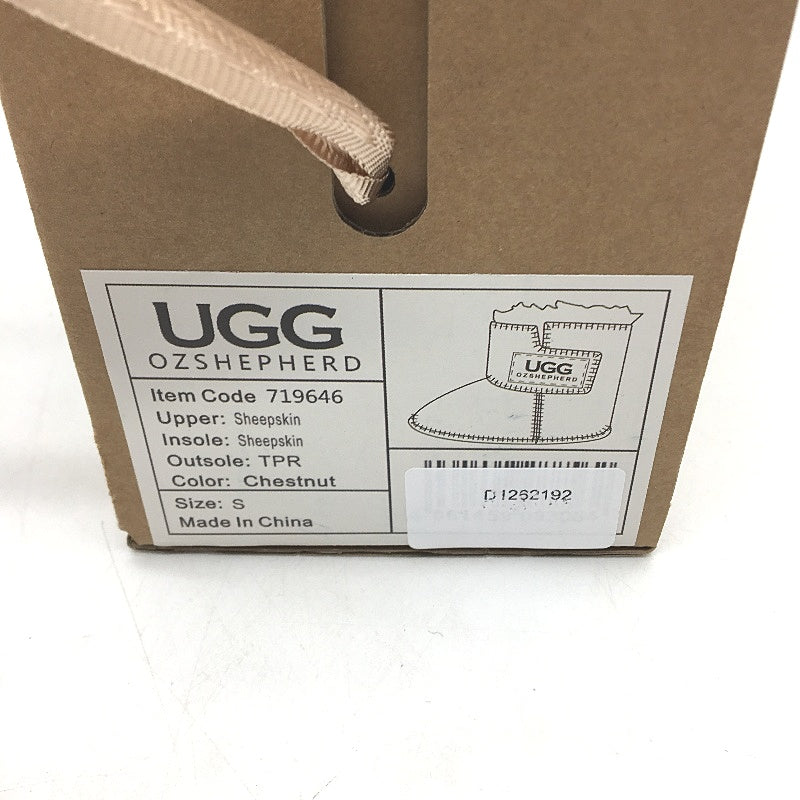 UGG
OZSHEPHERD
Item Code 719646
Upper: Sheepskin
Insole: Sheepskin
Outsole: TPR
Color: Chestnut
Size: S
Made In China
UGG
OZSHEPHERD
D1262192